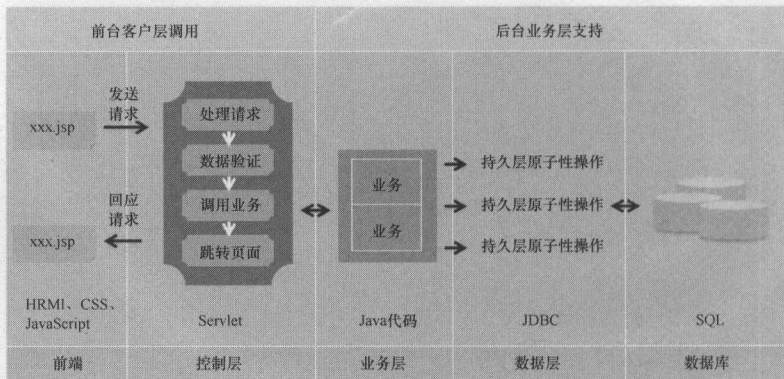 前台客户层调用
后台业务层支持
发送
请求
xxx.jsp
处理请求
数据验证
调用业务
跳转页面
回应
请求
xxx.jsp
业务
业务
持久层原子性操作
持久层原子性操作
持久层原子性操作
HRMI、CSS、
JavaScript
Servlet
Java代码
JDBC
SQL
前端
控制层
业务层
数据层
数据库